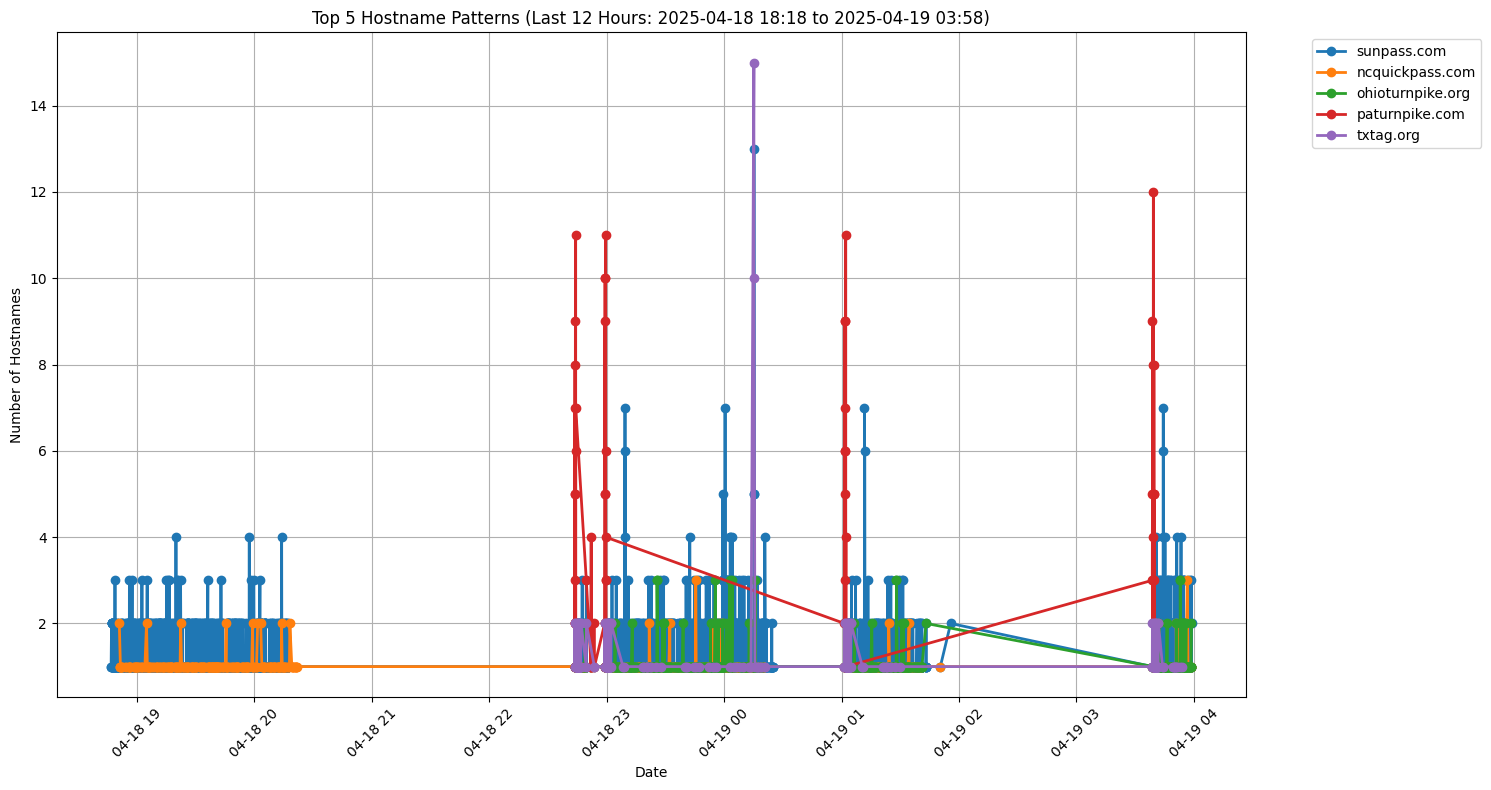 Top 5 Hostname Patterns (Last 12 Hours: 2025-04-18 18:18 to 2025-04-19 03:58)
sunpass.com
ncquickpass.com
ohioturnpike.org
paturnpike.com
txtag.org
Number of Hostnames
14
12
10
8
6
4
2
04-18 19
04-18 20
04-18 21
04-18 22
04-18 23
04-19 00
04-19 01
04-19 02
04-19 03
04-19 04
Date